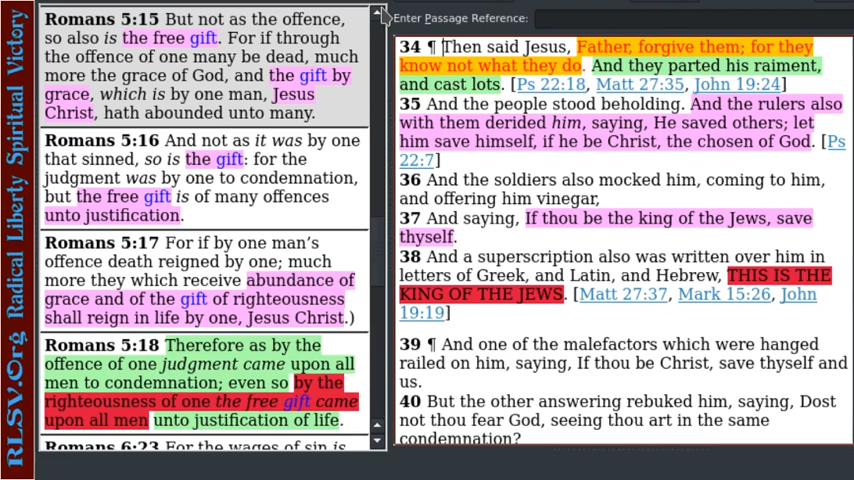 RLSV.Org Radical Liberty Spiritual Victory
Romans 5:15 But not as the offence,
so also is the free gift. For if through
the offence of one many be dead, much
more the grace of God, and the gift by
grace, which is by one man, Jesus
Christ, hath abounded unto many.
Romans 5:16 And not as it was by one
that sinned, so is the gift: for the
judgment was by one to condemnation,
but the free gift is of many offences
unto justification.
Romans 5:17 For if by one man’s
offence death reigned by one; much
more they which receive abundance of
grace and of the gift of righteousness
shall reign in life by one, Jesus Christ.)
Romans 5:18 Therefore as by the
offence of one judgment came upon all
men to condemnation; even so by the
righteousness of one the free gift came
upon all men unto justification of life.
Romans 6:23 For the wages of sin is
Enter Passage Reference:
34 ¶ Then said Jesus, Father, forgive them; for they
know not what they do. And they parted his raiment,
and cast lots. [Ps 22:18, Matt 27:35, John 19:24]
35 And the people stood beholding. And the rulers also
with them derided him, saying, He saved others; let
him save himself, if he be Christ, the chosen of God. [Ps
22:7]
36 And the soldiers also mocked him, coming to him,
and offering him vinegar,
37 And saying, If thou be the king of the Jews, save
thyself.
38 And a superscription also was written over him in
letters of Greek, and Latin, and Hebrew, THIS IS THE
KING OF THE JEWS. [Matt 27:37, Mark 15:26, John
19:19]
39 ¶ And one of the malefactors which were hanged
railed on him, saying, If thou be Christ, save thyself and
us.
40 But the other answering rebuked him, saying, Dost
not thou fear God, seeing thou art in the same
condemnation?